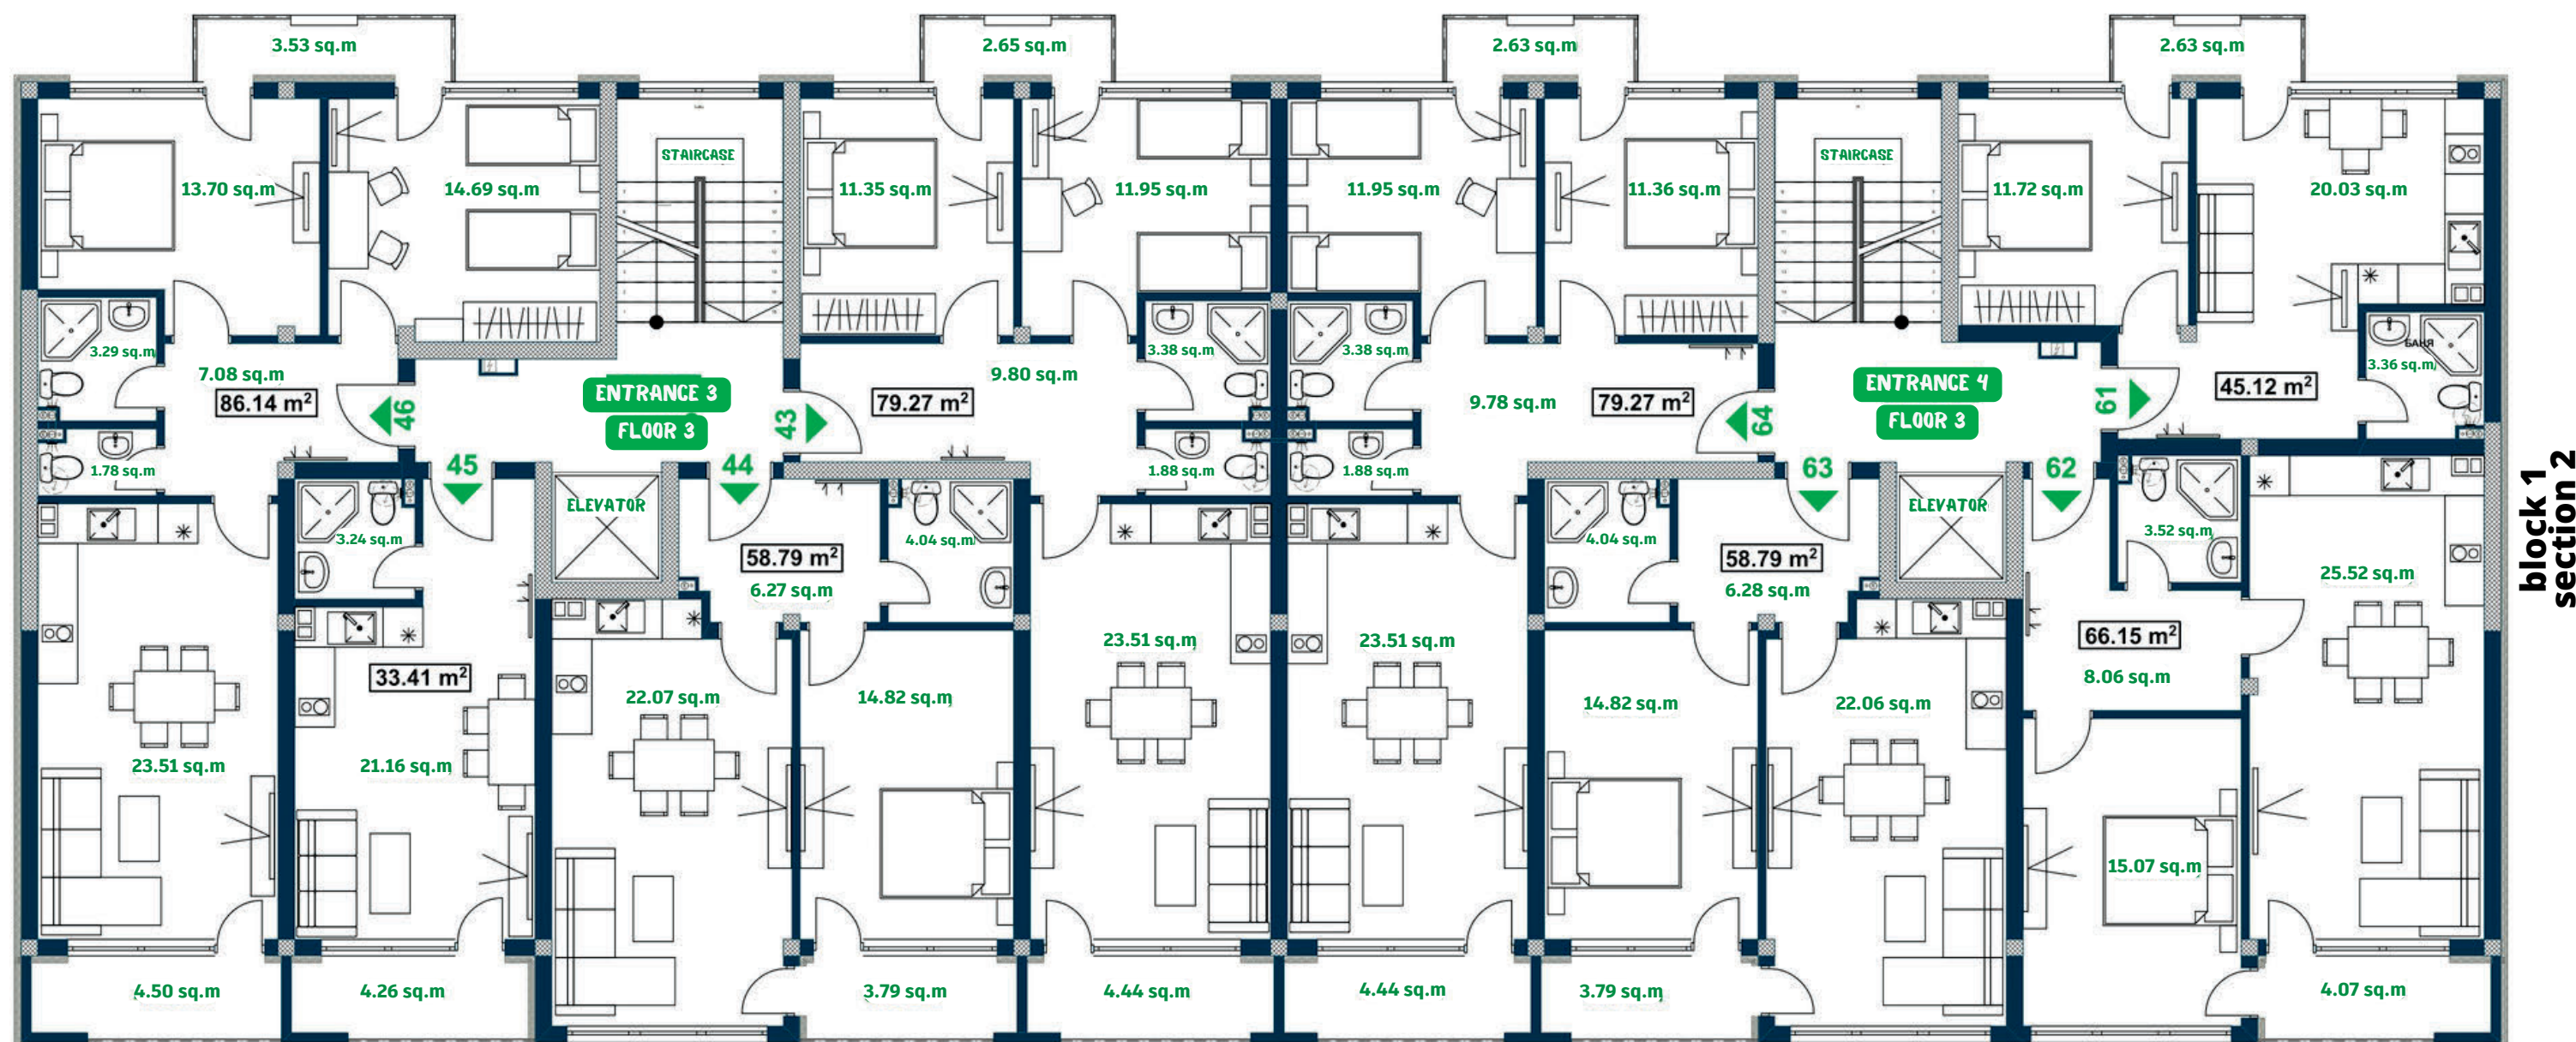 3.53 sq.m
2.65 sq.m
2.63 sq.m
2.63 sq.m
STAIRCASE
STAIRCASE
13.70 sq.m
14.69 sq.m
11.35 sq.m
11.95 sq.m
11.95 sq.m
11.36 sq.m
11.72 sq.m
20.03 sq.m
3.29 sq.m
3.38 sq.m
3.38 sq.m
БАНЯ
3.36 sq.m
7.08 sq.m
9.80 sq.m
9.78 sq.m
86.14 m²
79.27 m²
79.27 m²
45.12 m²
ENTRANCE 3
FLOOR 3
ENTRANCE 4
FLOOR 3
46
43
64
61
45
44
63
62
1.78 sq.m
1.88 sq.m
1.88 sq.m
ELEVATOR
ELEVATOR
3.24 sq.m
4.04 sq.m
4.04 sq.m
3.52 sq.m
58.79 m²
6.27 sq.m
58.79 m²
6.28 sq.m
25.52 sq.m
block 1
section 2
23.51 sq.m
23.51 sq.m
66.15 m²
8.06 sq.m
33.41 m²
22.07 sq.m
14.82 sq.m
14.82 sq.m
22.06 sq.m
23.51 sq.m
21.16 sq.m
15.07 sq.m
4.50 sq.m
4.26 sq.m
3.79 sq.m
4.44 sq.m
4.44 sq.m
3.79 sq.m
4.07 sq.m